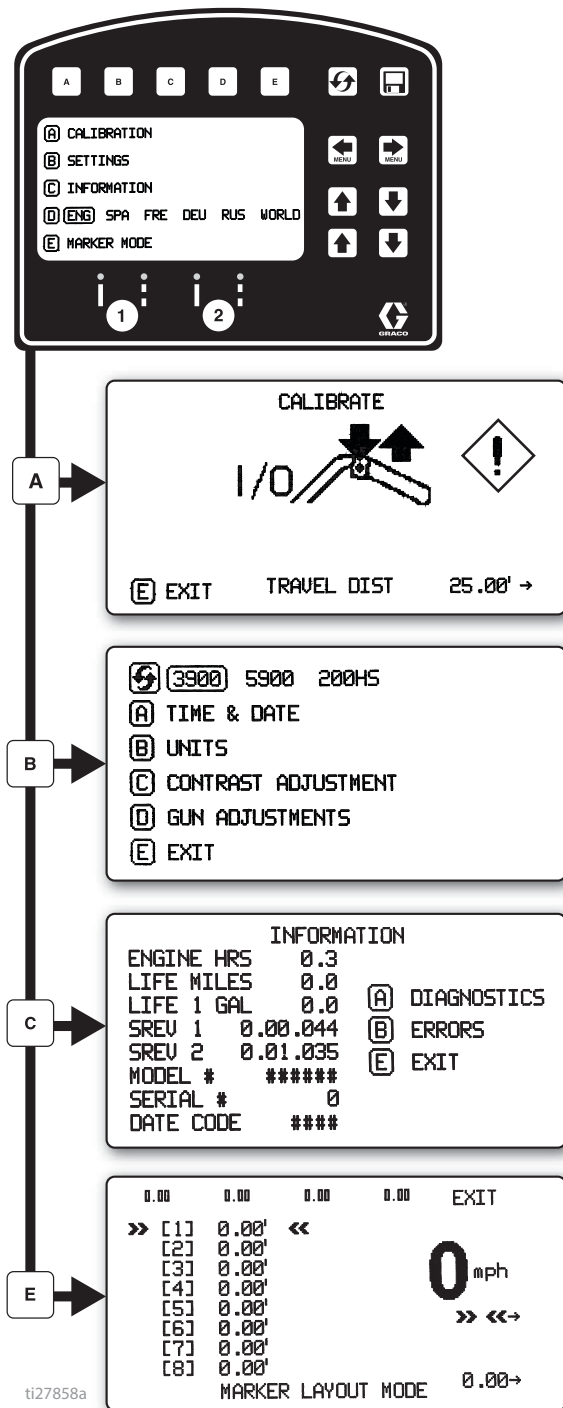 A B C D E
A CALIBRATION
B SETTINGS
MENU MENU
C INFORMATION
D ENG SPA FRE DEU RUS WORLD
E MARKER MODE
1 2
GRACO
CALIBRATE
A
I/O
!
E EXIT TRAVEL DIST 25.00' →
3900 5900 200HS
A TIME & DATE
B UNITS
B
C CONTRAST ADJUSTMENT
D GUN ADJUSTMENTS
E EXIT
INFORMATION
ENGINE HRS 0.3
LIFE MILES 0.0
LIFE 1 GAL 0.0
A DIAGNOSTICS
C
SREV 1 0.00.044
B ERRORS
SREV 2 0.01.035
E EXIT
MODEL # ######
SERIAL # 0
DATE CODE ####
0.00 0.00 0.00 0.00 EXIT
>> [1] 0.00' <<
[2] 0.00'
[3] 0.00'
0 mph
[4] 0.00'
E
[5] 0.00'
>> <<→
[6] 0.00'
[7] 0.00'
[8] 0.00'
0.00→
MARKER LAYOUT MODE
ti27858a